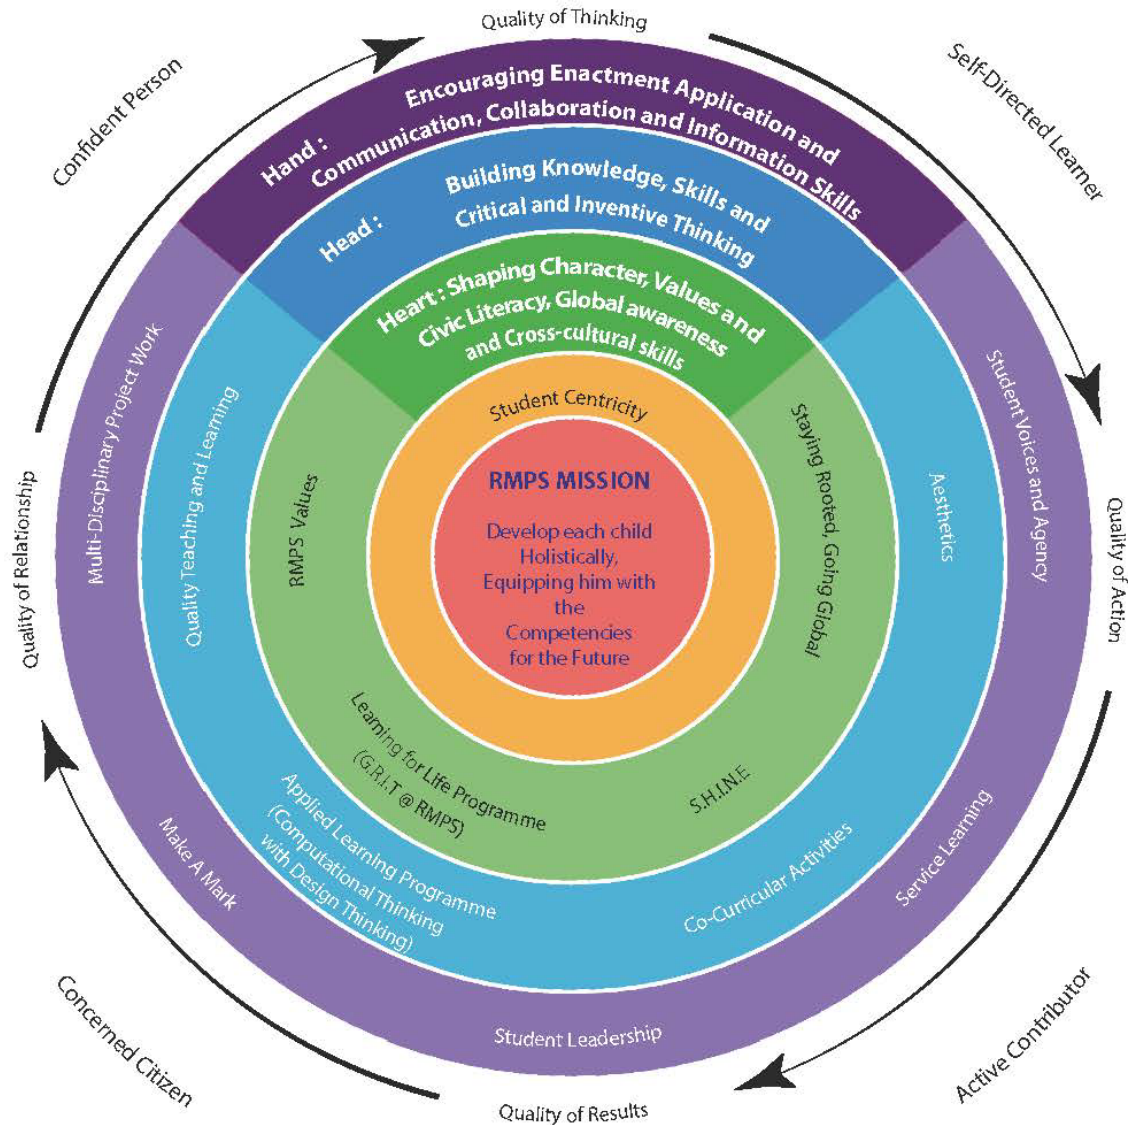 Quality of Thinking
Confident Person
Self-Directed Learner
Hand : Encouraging Enactment Application and
Communication, Collaboration and Information Skills
Head : Building Knowledge, Skills and
Critical and Inventive Thinking
Heart : Shaping Character, Values and
Civic Literacy, Global awareness
and Cross-cultural skills
Student Centricity
RMPS MISSION
Develop each child
Holistically,
Equipping him with
the
Competencies
for the Future
Quality of Relationship
Multi-Disciplinary Project Work
Quality Teaching and Learning
RMPS Values
Staying Rooted, Going Global
Aesthetics
Student Voices and Agency
Quality of Action
Learning for Life Programme
(G.R.I.T @ RMPS)
S.H.I.N.E
Applied Learning Programme
(Computational Thinking
with Design Thinking)
Co-Curricular Activities
Make A Mark
Service Learning
Student Leadership
Concerned Citizen
Active Contributor
Quality of Results